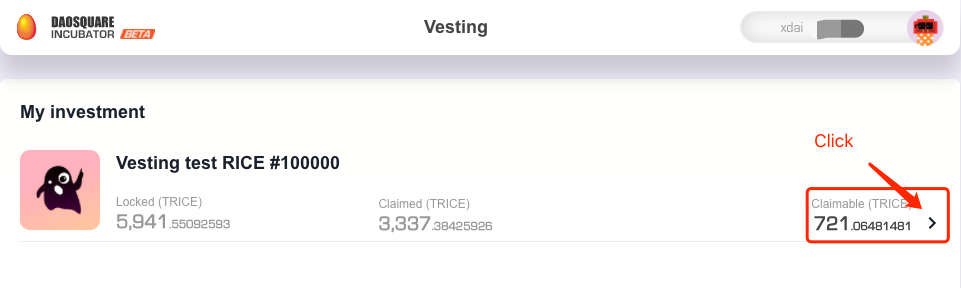 DAOSQUARE
INCUBATOR BETA
Vesting
xdai
My investment
Click
Vesting test RICE #100000
Locked (TRICE)
5,941.55092593
Claimed (TRICE)
3,337.38425926
Claimable (TRICE)
721.06481481